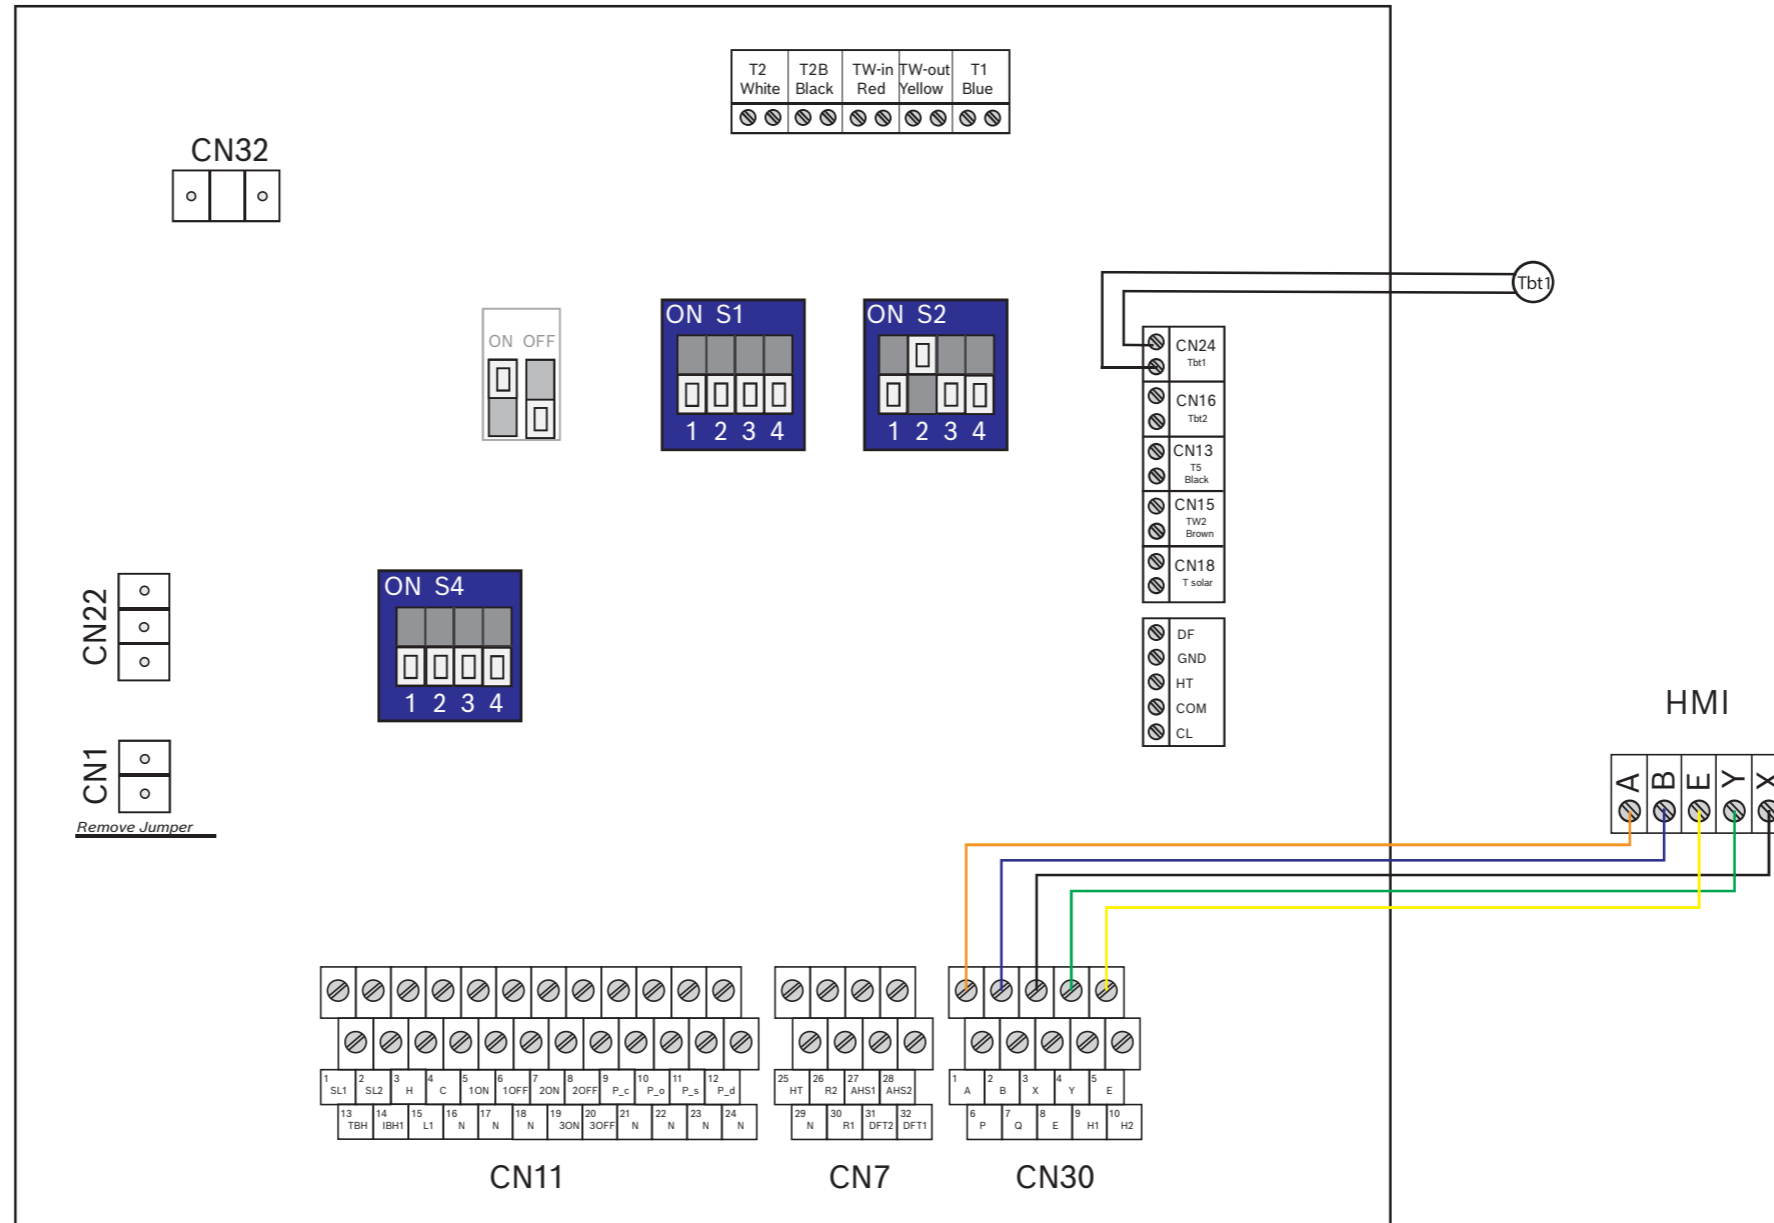 T2 T2B TW-in TW-out T1
White Black Red Yellow Blue
CN32
Tbt1
ON OFF
ON S1
1 2 3 4
ON S2
1 2 3 4
CN24
Tbt1
CN16
Tbt2
CN13
T5
Black
CN15
TW2
Brown
CN18
T solar
DF
GND
HT
COM
CL
CN22
ON S4
1 2 3 4
CN1
Remove Jumper
HMI
A B E Y X
1 2 3 4 5 6 7 8 9 10 11 12
SL1 SL2 H C 1ON 1OFF 2ON 2OFF P_c P_o P_s P_d
13 14 15 16 17 18 19 20 21 22 23 24
TBH IBH1 L1 N N N 3ON 3OFF N N N N
CN11
25 26 27 28
HT R2 AHS1 AHS2
29 30 31 32
N R1 DFT2 DFT1
CN7
1 2 3 4 5
A B X Y E
6 7 8 9 10
P Q E H1 H2
CN30